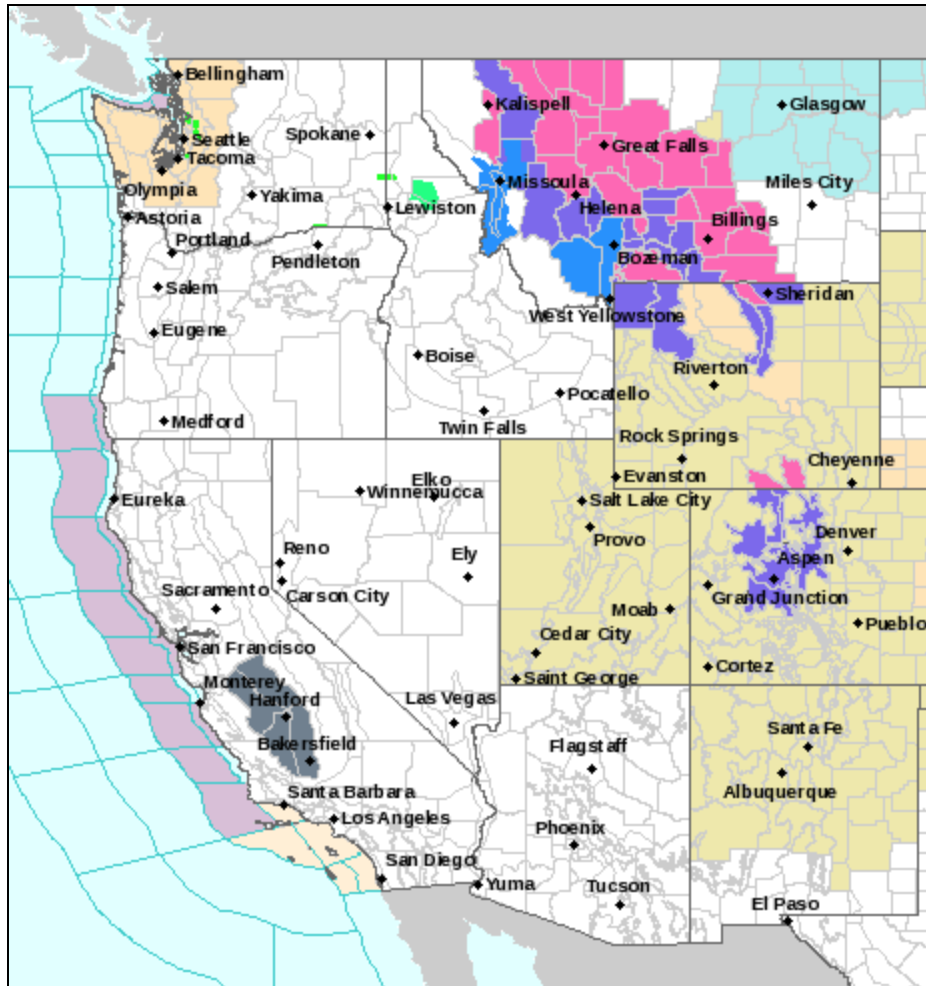 Bellingham
Kalispell
Glasgow
Spokane
Seattle
Great Falls
Tacoma
Missoula
Miles City
Olympia
Yakima
Lewiston
Helena
Astoria
Billings
Portland
Bozeman
Pendleton
Salem
Sheridan
West Yellowstone
Eugene
Boise
Riverton
Pocatello
Medford
Twin Falls
Rock Springs
Cheyenne
Elko
Evanston
Winnemucca
Eureka
Salt Lake City
Denver
Provo
Reno
Ely
Aspen
Sacramento
Carson City
Grand Junction
Moab
Pueblo
Cedar City
San Francisco
Cortez
Saint George
Monterey
Hanford
Las Vegas
Bakersfield
Flagstaff
Santa Fe
Santa Barbara
Albuquerque
Los Angeles
Phoenix
San Diego
Yuma
Tucson
El Paso